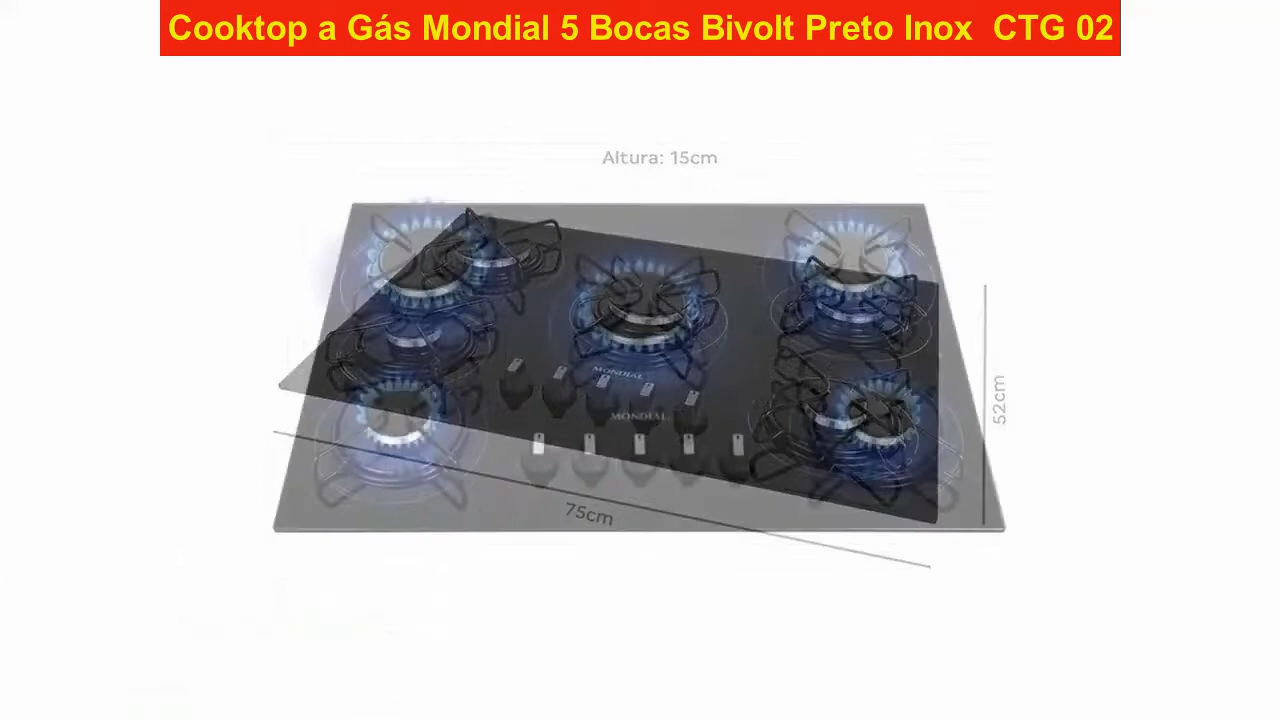 Cooktop a Gás Mondial 5 Bocas Bivolt Preto Inox CTG 02
Altura: 15cm
MONDIAL
52cm
MONDIAL
75cm